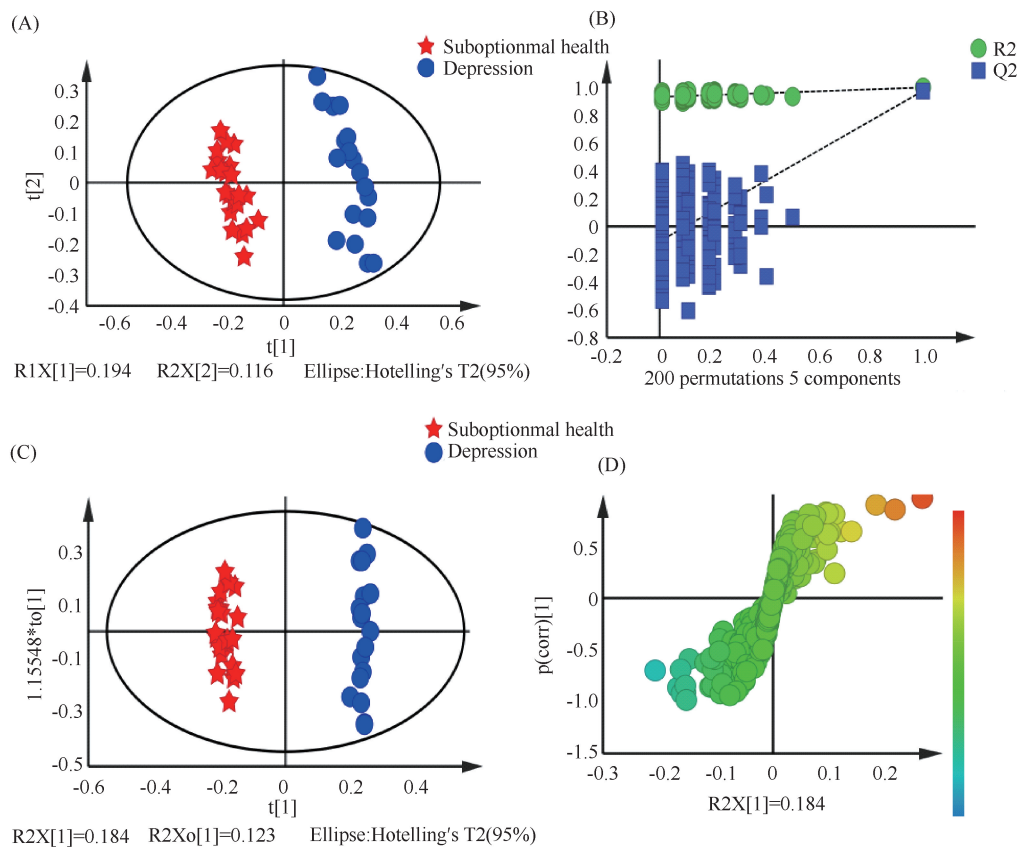 (A)
Suboptionmal health
Depression
t[2]
0.3
0.2
0.1
0
-0.1
-0.2
-0.3
-0.4
-0.6 -0.4 -0.2 0 0.2 0.4 0.6
t[1]
R1X[1]=0.194 R2X[2]=0.116 Ellipse:Hotelling's T2(95%)
(B)
R2
Q2
1.0
0.8
0.6
0.4
0.2
0
-0.2
-0.4
-0.6
-0.8
-0.2 0 0.2 0.4 0.6 0.8 1.0
200 permutations 5 components
(C)
Suboptionmal health
Depression
1.15548*to[1]
0.3
0.1
-0.1
-0.3
-0.5
-0.6 -0.4 -0.2 0 0.2 0.4
t[1]
R2X[1]=0.184 R2Xo[1]=0.123 Ellipse:Hotelling's T2(95%)
(D)
p(corr)[1]
0.5
0
-0.5
-1.0
-1.5
-0.3 -0.2 -0.1 0 0.1 0.2
R2X[1]=0.184